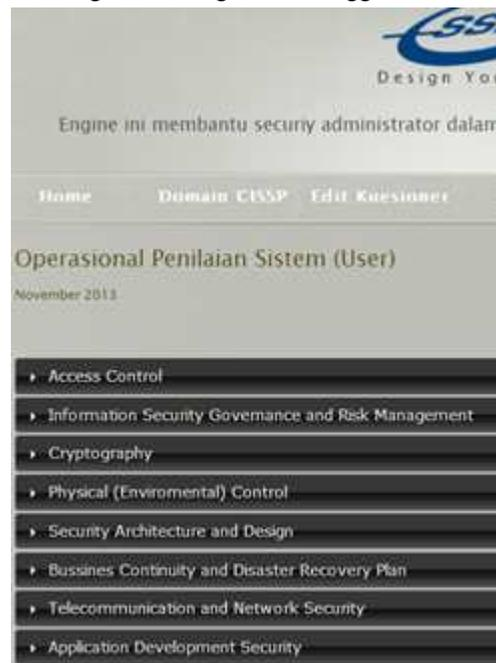 Design Yo
Engine ini membantu securiy administrator dalam
Home Domain CISSP Edit Kuesioner
Operasional Penilaian Sistem (User)
November 2013
Access Control
Information Security Governance and Risk Management
Cryptography
Physical (Enviromental) Control
Security Architecture and Design
Bussines Continuity and Disaster Recovery Plan
Telecommunication and Network Security
Application Development Security